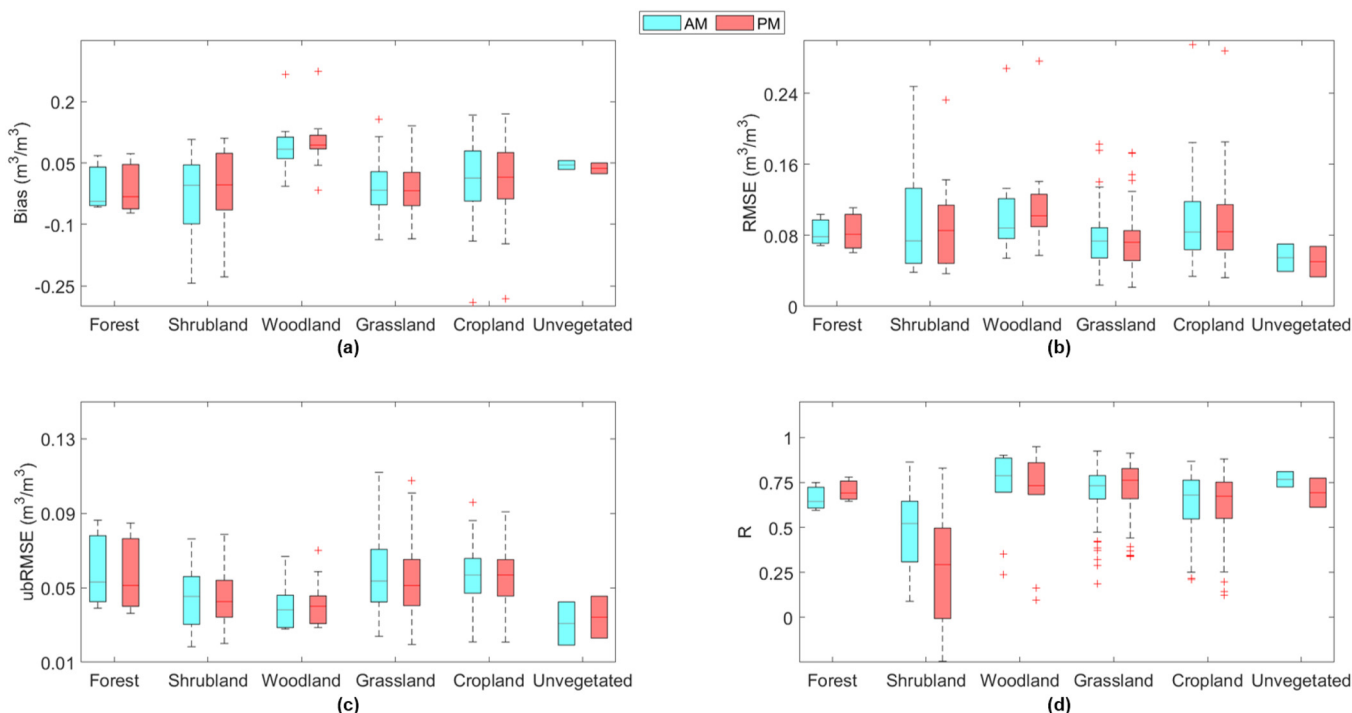 AM PM
Bias (m³/m³)
0.2
0.05
-0.1
-0.25
Forest Shrubland Woodland Grassland Cropland Unvegetated
(a)
RMSE (m³/m³)
0.24
0.16
0.08
0
Forest Shrubland Woodland Grassland Cropland Unvegetated
(b)
ubRMSE (m³/m³)
0.13
0.09
0.05
0.01
Forest Shrubland Woodland Grassland Cropland Unvegetated
(c)
R
1
0.75
0.5
0.25
0
Forest Shrubland Woodland Grassland Cropland Unvegetated
(d)